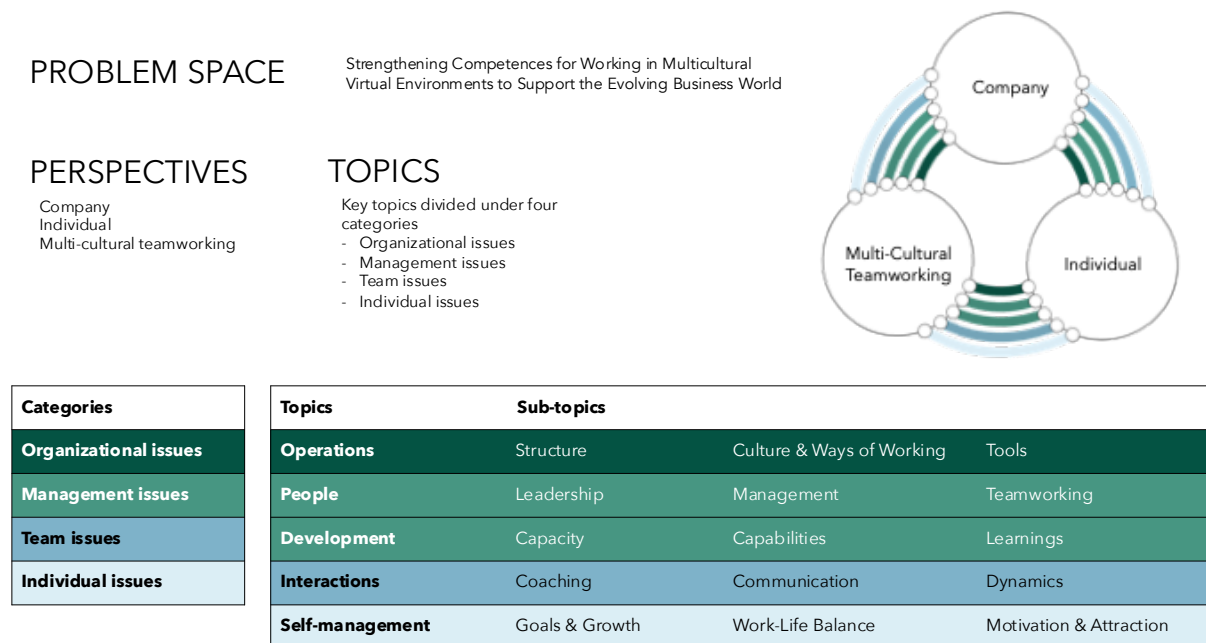 PROBLEM SPACE
Strengthening Competences for Working in Multicultural
Virtual Environments to Support the Evolving Business World
PERSPECTIVES
Company
Individual
Multi-cultural teamworking
TOPICS
Key topics divided under four
categories
- Organizational issues
- Management issues
- Team issues
- Individual issues
Company
Multi-Cultural
Teamworking
Individual
Categories
Organizational issues
Management issues
Team issues
Individual issues
Topics Sub-topics
Operations Structure Culture & Ways of Working Tools
People Leadership Management Teamworking
Development Capacity Capabilities Learnings
Interactions Coaching Communication Dynamics
Self-management Goals & Growth Work-Life Balance Motivation & Attraction